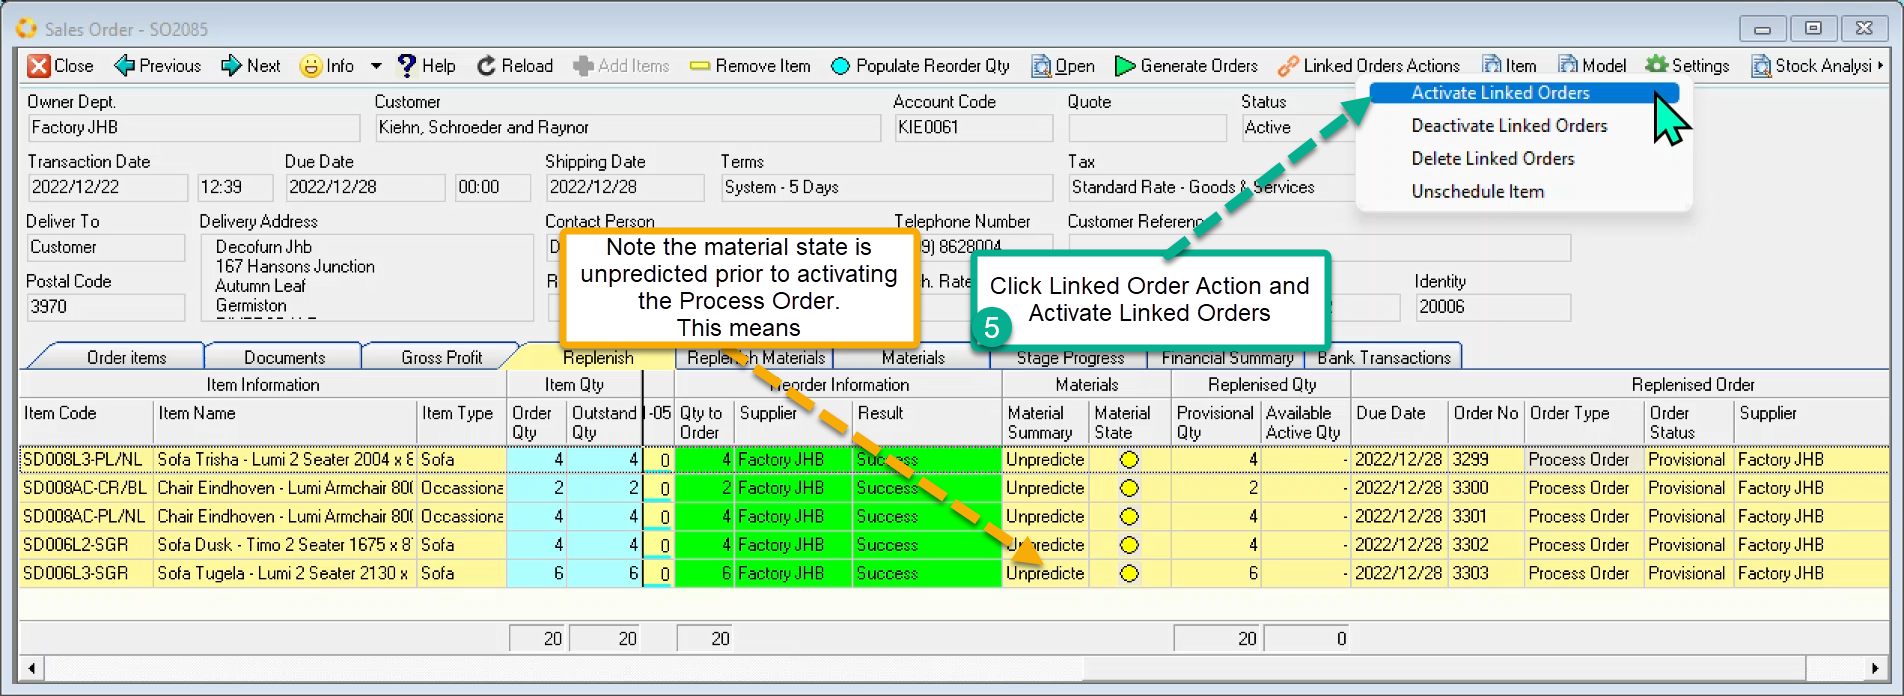 Sales Order - SO2085
Close Previous Next Info Help Reload Add Items Remove Item Populate Reorder Qty Open Generate Orders Linked Orders Actions Item Model Settings Stock Analysi
Activate Linked Orders
Deactivate Linked Orders
Delete Linked Orders
Unschedule Item
Owner Dept. Customer Account Code Quote Status
Factory JHB Kiehn, Schroeder and Raynor KIE0061 Active
Transaction Date Due Date Shipping Date Terms Tax
2022/12/22 12:39 2022/12/28 00:00 2022/12/28 System - 5 Days Standard Rate - Goods & Services
Deliver To Delivery Address Contact Person Telephone Number Customer Referenc
Customer Decofurn Jhb D 9) 8628004
167 Hansons Junction
Postal Code Autumn Leaf R h. Rate Identity
3970 Germiston 20006
Note the material state is
unpredicted prior to activating
the Process Order.
This means
Click Linked Order Action and
Activate Linked Orders
5
Order items Documents Gross Profit Replenish Replenish Materials Materials Stage Progress Financial Summary Bank Transactions
Item Information Item Qty Reorder Information Materials Replenised Qty Replenised Order
Item Code Item Name Item Type Order Qty Outstand Qty I-05 Qty to Order Supplier Result Material Summary Material State Provisional Qty Available Active Qty Due Date Order No Order Type Order Status Supplier
SD008L3-PL/NL Sofa Trisha - Lumi 2 Seater 2004 x 8 Sofa 4 4 0 4 Factory JHB Success Unpredicte 4 - 2022/12/28 3299 Process Order Provisional Factory JHB
SD008AC-CR/BL Chair Eindhoven - Lumi Armchair 80( Occassiona 2 2 0 2 Factory JHB Success Unpredicte 2 - 2022/12/28 3300 Process Order Provisional Factory JHB
SD008AC-PL/NL Chair Eindhoven - Lumi Armchair 80( Occassiona 4 4 0 4 Factory JHB Success Unpredicte 4 - 2022/12/28 3301 Process Order Provisional Factory JHB
SD006L2-SGR Sofa Dusk - Timo 2 Seater 1675 x 8 Sofa 4 4 0 4 Factory JHB Success Unpredicte 4 - 2022/12/28 3302 Process Order Provisional Factory JHB
SD006L3-SGR Sofa Tugela - Lumi 2 Seater 2130 x Sofa 6 6 0 6 Factory JHB Success Unpredicte 6 - 2022/12/28 3303 Process Order Provisional Factory JHB
20 20 20 20 0